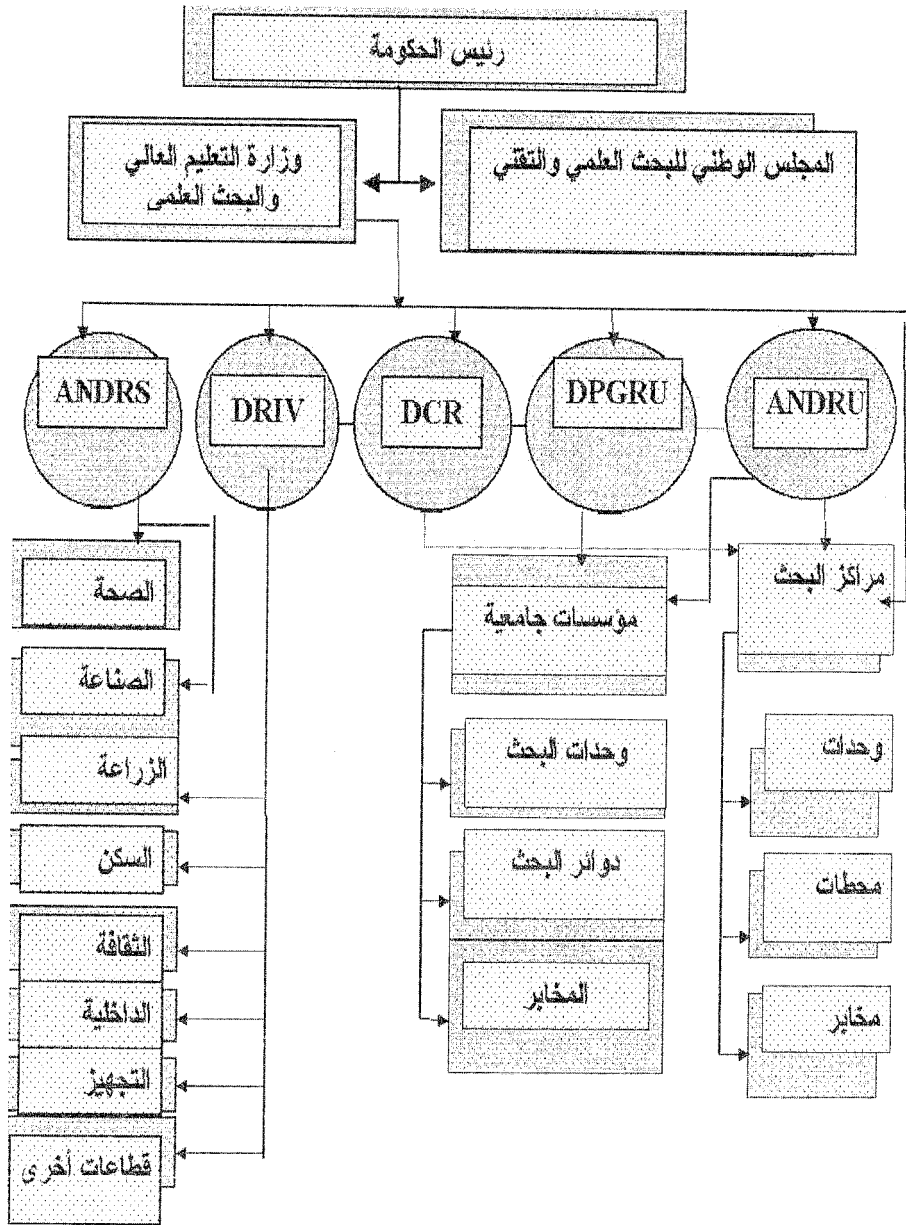 رئيس الحكومة
المجلس الوطني للبحث العلمي والتقني
وزارة التعليم العالي
والبحث العلمى
ANDRS
DRIV
DCR
DPGRU
ANDRU
مراكز البحث
مؤسسات جامعية
وحدات البحث
دوائر البحث
المخابر
وحدات
محطات
مخابر
الصحة
الصناعة
الزراعة
السكن
الثقافة
الداخلية
التجهيز
قطاعات أخرى